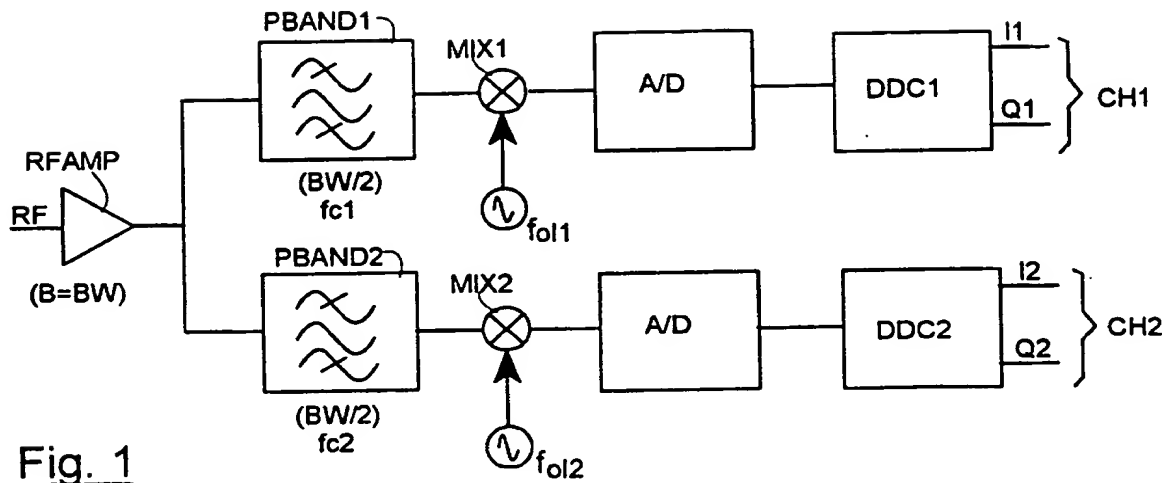 PBAND1
MIX1
A/D
DDC1
I1
Q1
CH1
(BW/2)
fc1
fol1
RFAMP
RF
(B=BW)
PBAND2
MIX2
A/D
DDC2
I2
Q2
CH2
(BW/2)
fc2
fol2
Fig. 1